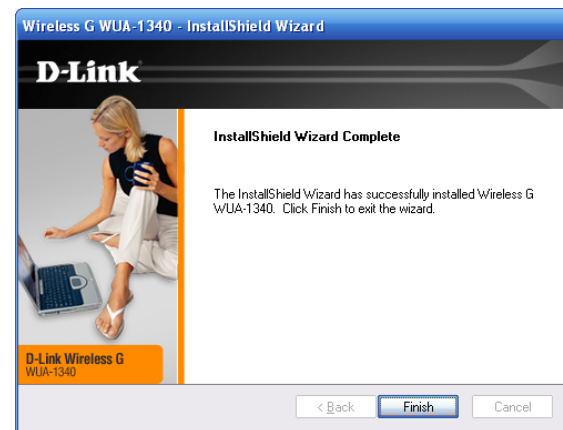 Wireless G WUA-1340 - InstallShield Wizard
D-Link
InstallShield Wizard Complete
The InstallShield Wizard has successfully installed Wireless G
WUA-1340. Click Finish to exit the wizard.
D-Link Wireless G
WUA-1340
< Back
Finish
Cancel